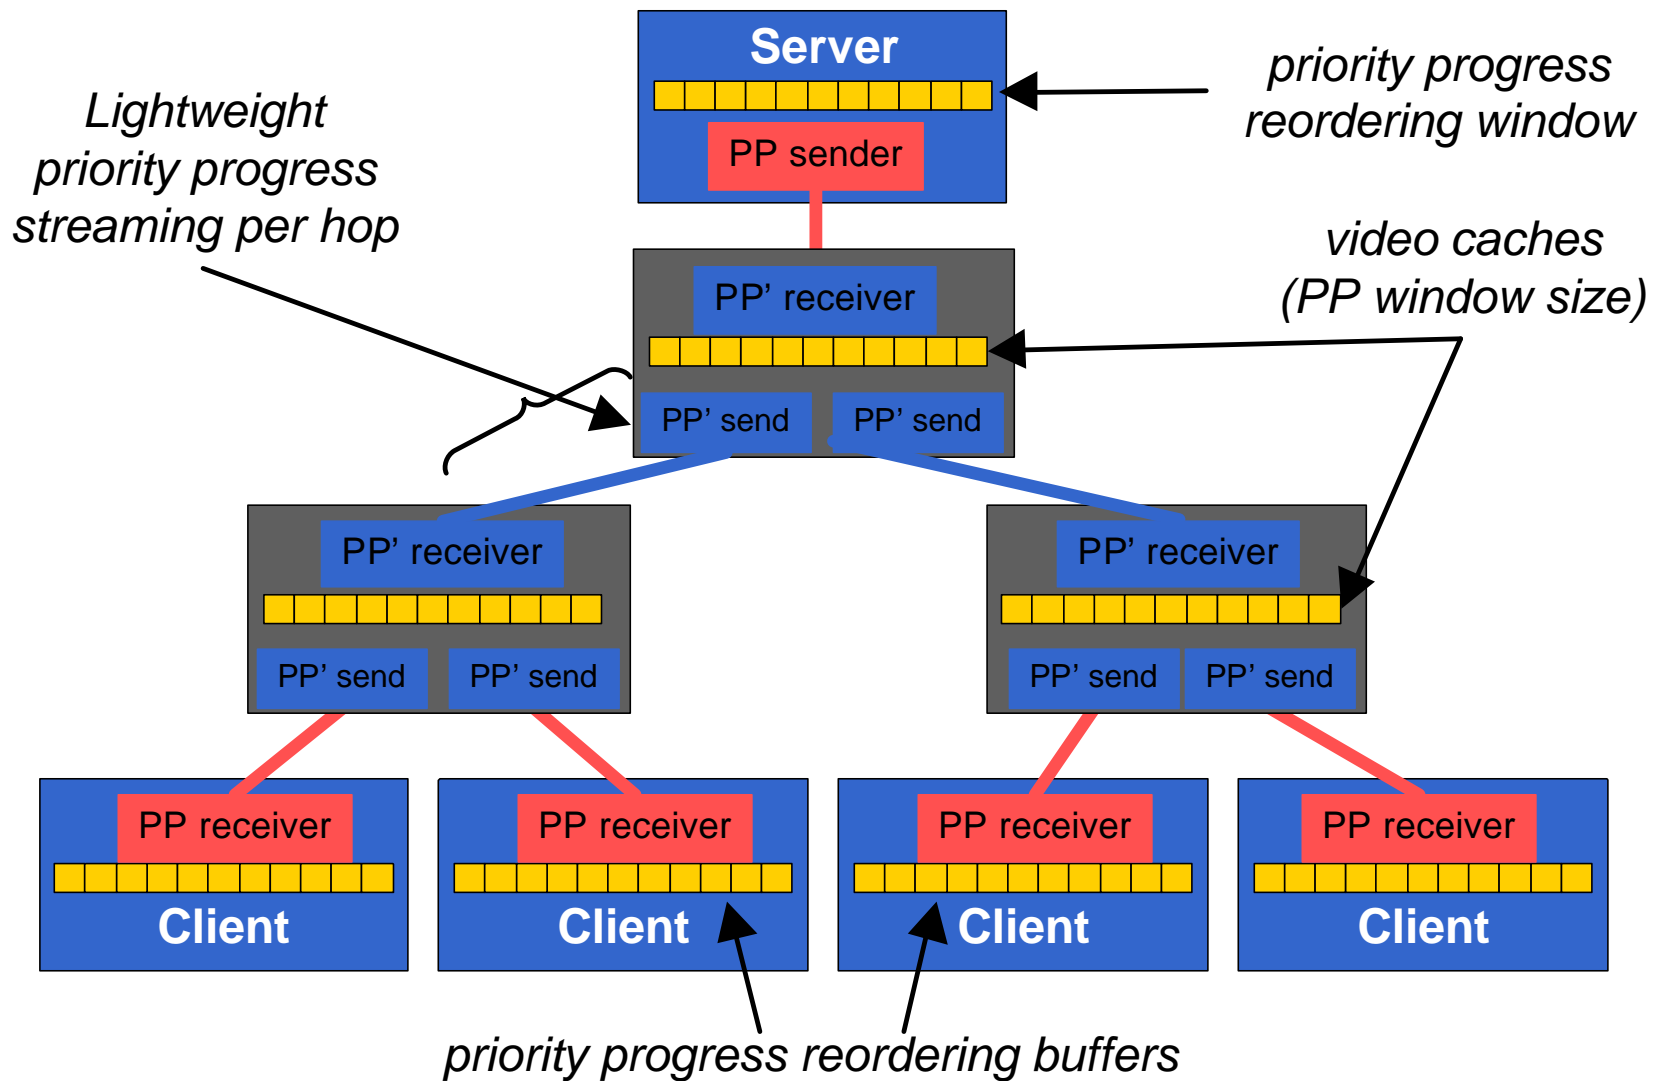 Server
priority progress
reordering window
Lightweight
priority progress
streaming per hop
PP sender
video caches
(PP window size)
PP’ receiver
PP’ send
PP’ send
PP’ receiver
PP’ receiver
PP’ send
PP’ send
PP’ send
PP’ send
PP receiver
PP receiver
PP receiver
PP receiver
Client
Client
Client
Client
priority progress reordering buffers